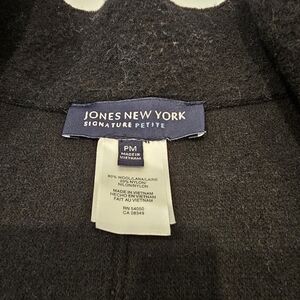 JONES NEW YORK
SIGNATURE PETITE
PM
MADE IN
VIETNAM
80% WOOL/LANA/LAINE
20% NYLON/
NILON/NYLON
MADE IN VIETNAM
HECHO EN VIETNAM
FAIT AU VIETNAM
RN 54050
CA 08549